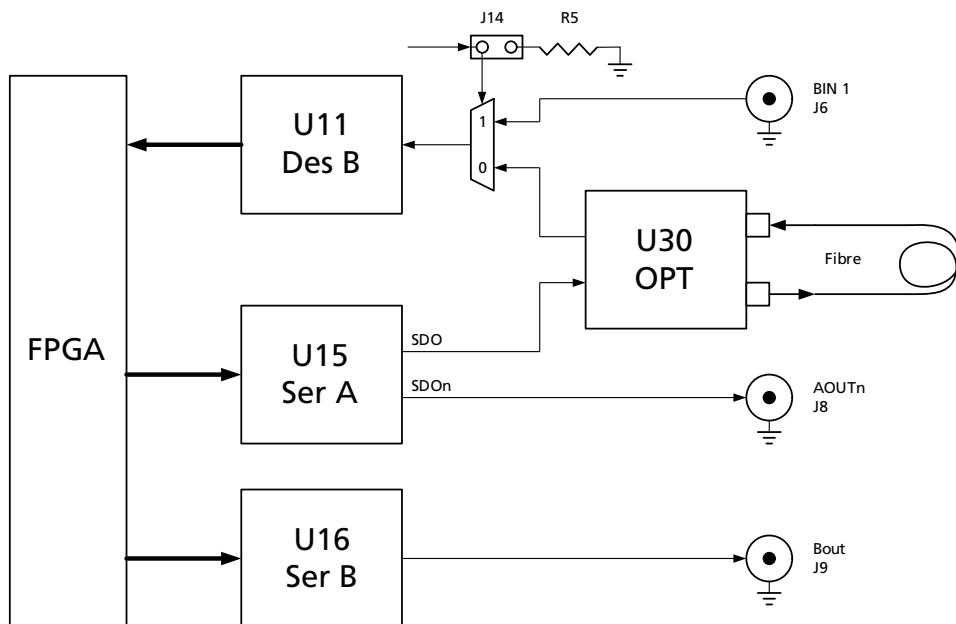 J14
R5
BIN 1
J6
U11
Des B
1
0
U30
OPT
Fibre
FPGA
SDO
U15
Ser A
SDOn
AOUTn
J8
U16
Ser B
Bout
J9